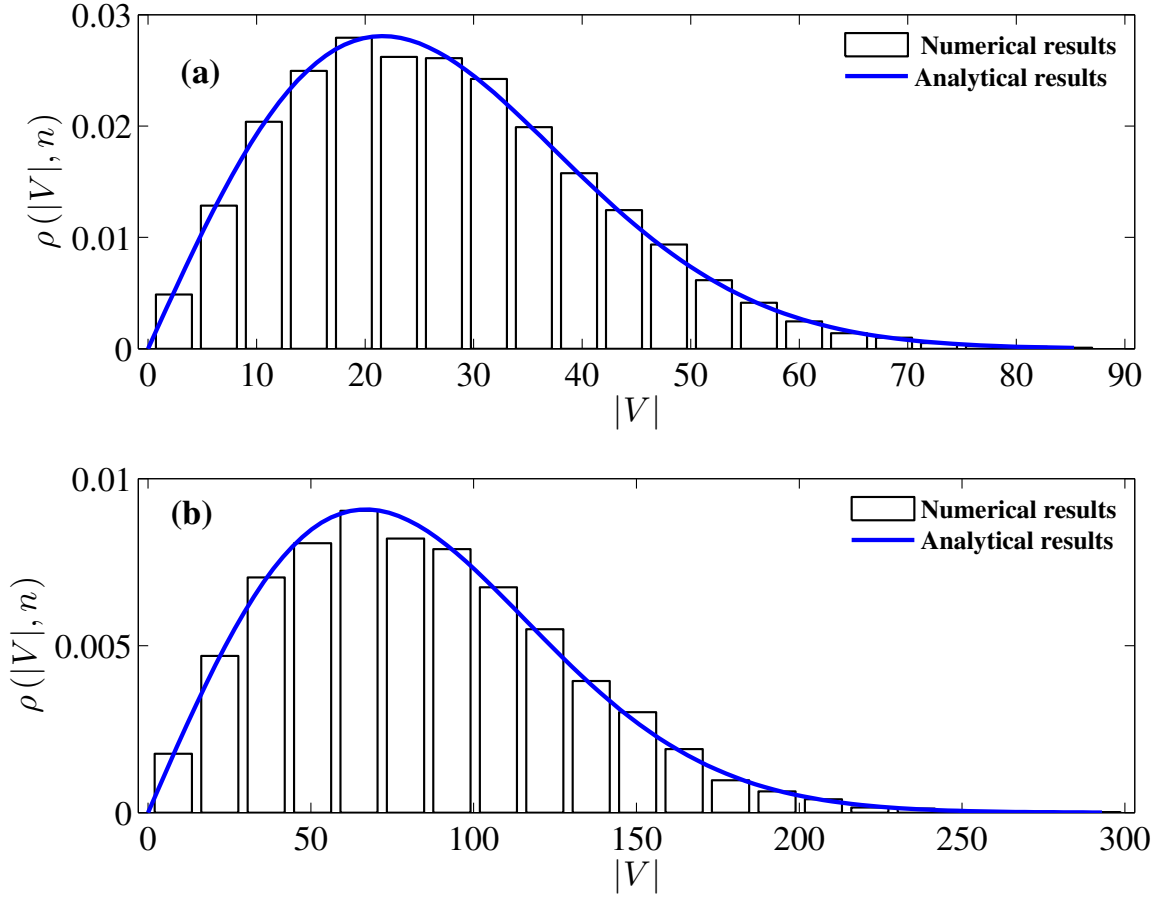 0.03
0.02
0.01
0
ρ (|V|, n)
(a)
Numerical results
Analytical results
0 10 20 30 40 50 60 70 80 90
|V|
0.01
0.005
0
ρ (|V|, n)
(b)
Numerical results
Analytical results
0 50 100 150 200 250 300
|V|